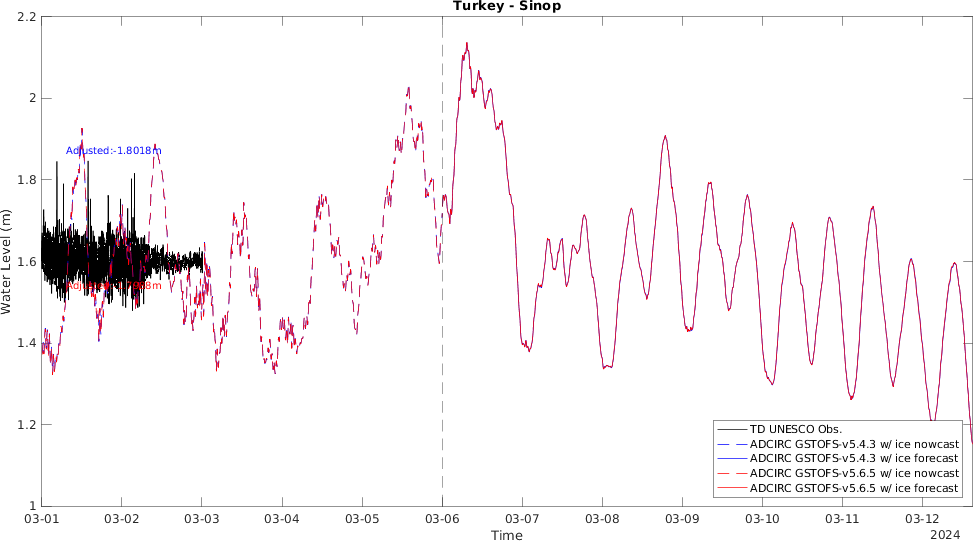 Turkey - Sinop
2.2
2
1.8
1.6
1.4
1.2
1
Water Level (m)
Adjusted:-1.8018m
TD UNESCO Obs.
ADCIRC GSTOFS-v5.4.3 w/ ice nowcast
ADCIRC GSTOFS-v5.4.3 w/ ice forecast
ADCIRC GSTOFS-v5.6.5 w/ ice nowcast
ADCIRC GSTOFS-v5.6.5 w/ ice forecast
03-01 03-02 03-03 03-04 03-05 03-06 03-07 03-08 03-09 03-10 03-11 03-12
Time
2024